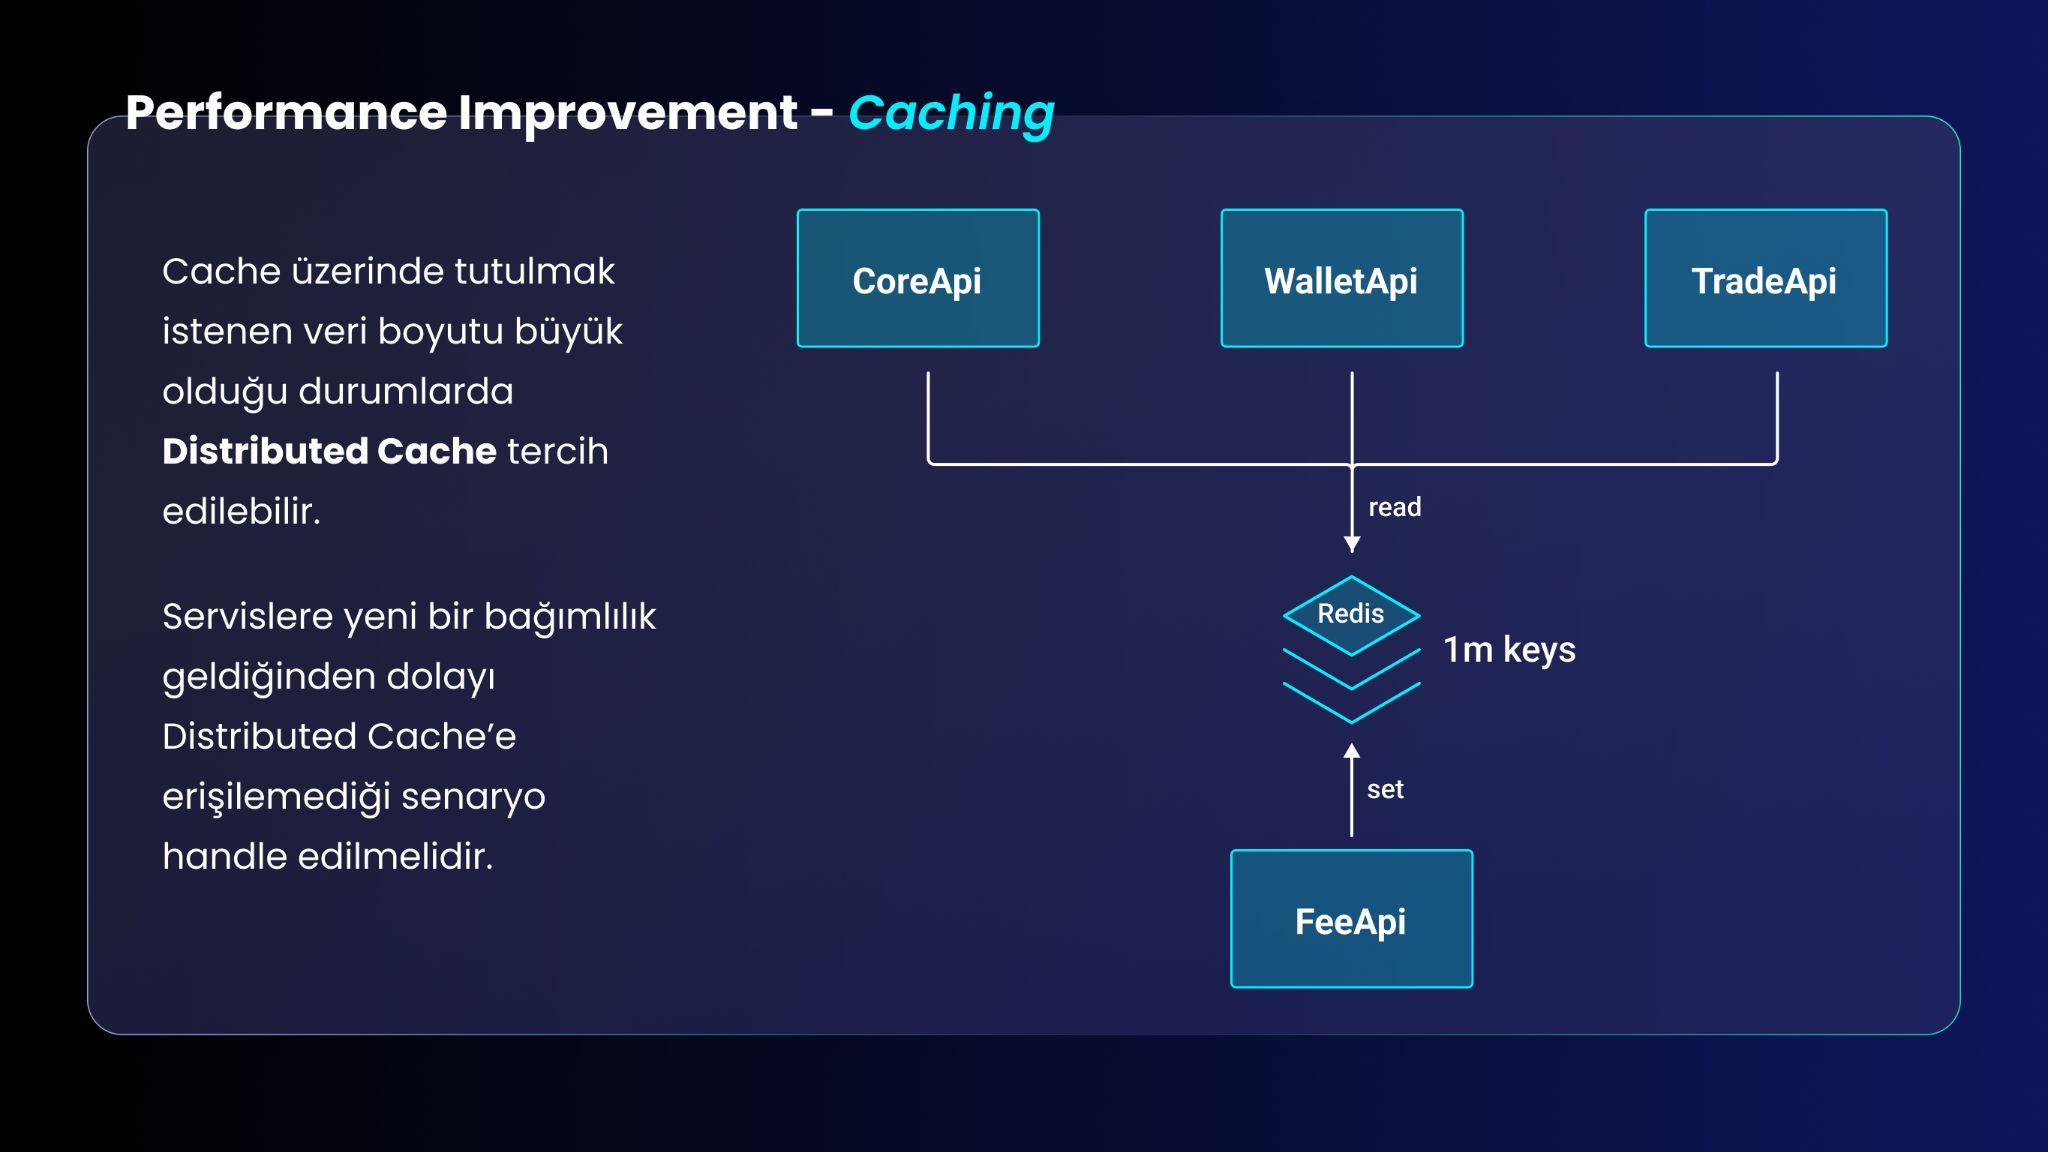 Performance Improvement - Caching
Cache üzerinde tutulmak
istenen veri boyutu büyük
olduğu durumlarda
Distributed Cache tercih
edilebilir.
Servislere yeni bir bağımlılık
geldiğinden dolayı
Distributed Cache’e
erişilemediği senaryo
handle edilmelidir.
CoreApi
WalletApi
TradeApi
read
Redis
1m keys
set
FeeApi